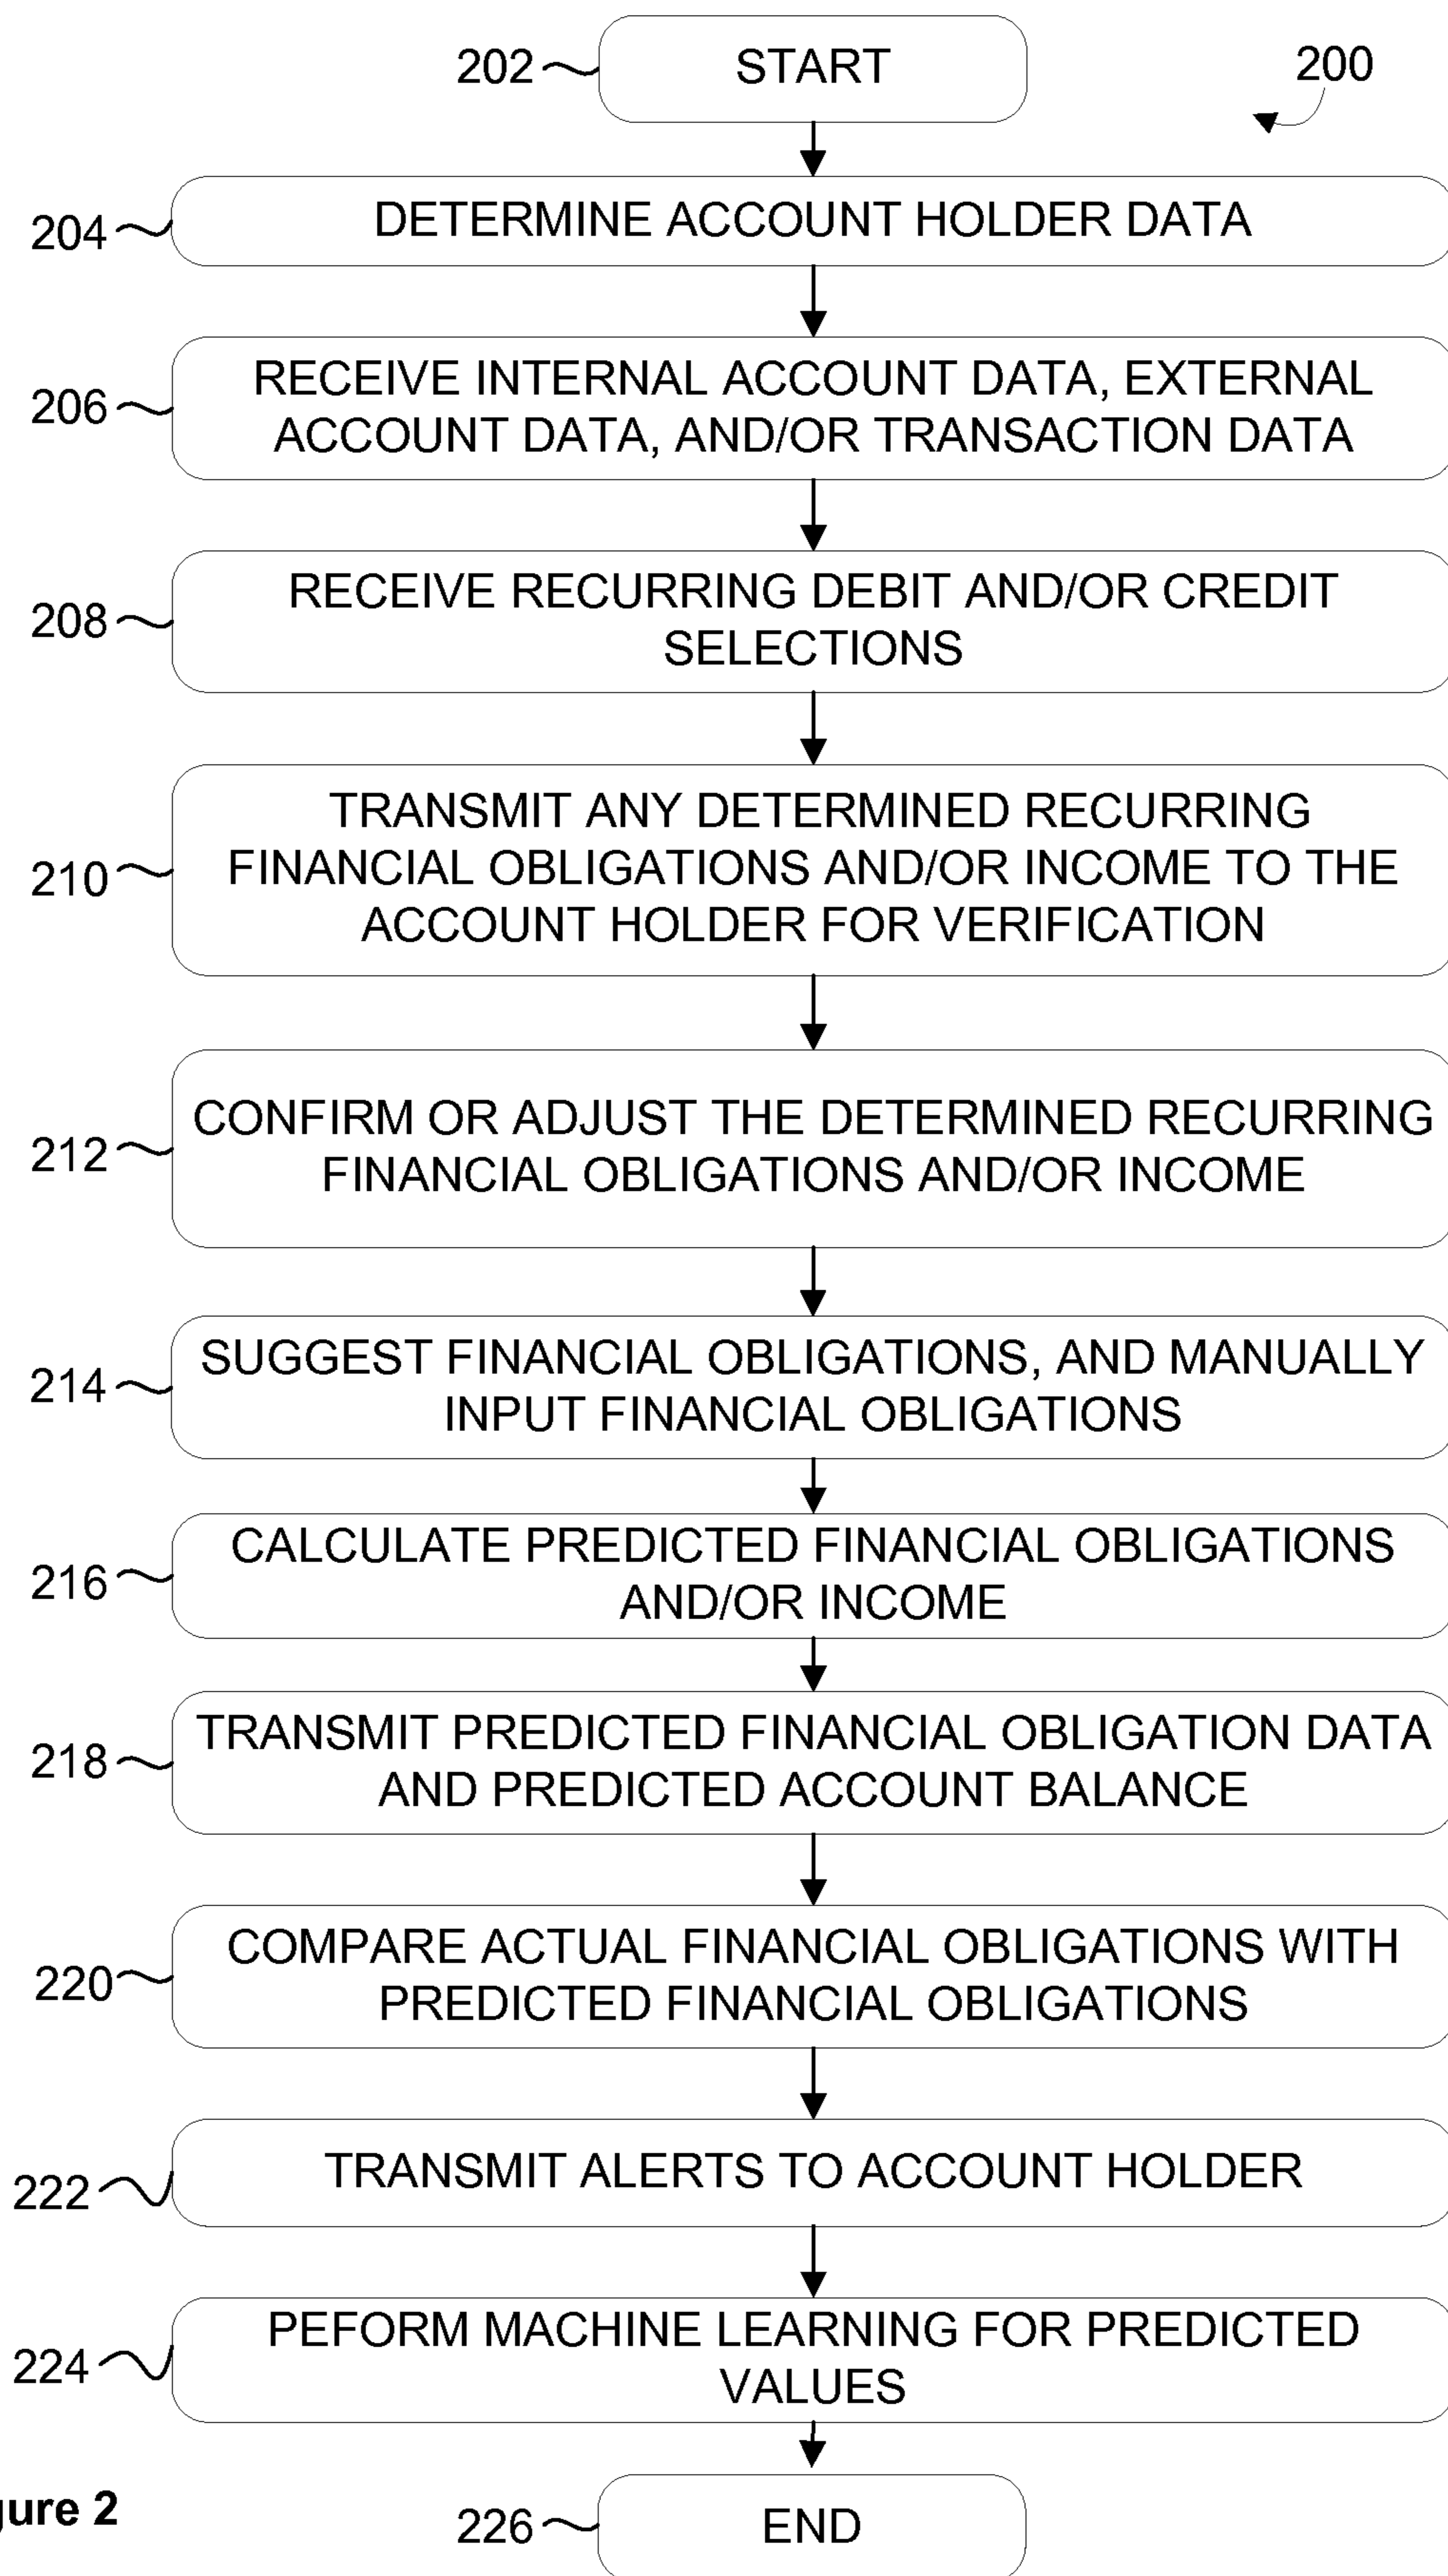 202
START
200
204
DETERMINE ACCOUNT HOLDER DATA
206
RECEIVE INTERNAL ACCOUNT DATA, EXTERNAL
ACCOUNT DATA, AND/OR TRANSACTION DATA
208
RECEIVE RECURRING DEBIT AND/OR CREDIT
SELECTIONS
210
TRANSMIT ANY DETERMINED RECURRING
FINANCIAL OBLIGATIONS AND/OR INCOME TO THE
ACCOUNT HOLDER FOR VERIFICATION
212
CONFIRM OR ADJUST THE DETERMINED RECURRING
FINANCIAL OBLIGATIONS AND/OR INCOME
214
SUGGEST FINANCIAL OBLIGATIONS, AND MANUALLY
INPUT FINANCIAL OBLIGATIONS
216
CALCULATE PREDICTED FINANCIAL OBLIGATIONS
AND/OR INCOME
218
TRANSMIT PREDICTED FINANCIAL OBLIGATION DATA
AND PREDICTED ACCOUNT BALANCE
220
COMPARE ACTUAL FINANCIAL OBLIGATIONS WITH
PREDICTED FINANCIAL OBLIGATIONS
222
TRANSMIT ALERTS TO ACCOUNT HOLDER
224
PEFORM MACHINE LEARNING FOR PREDICTED
VALUES
gure 2
226
END